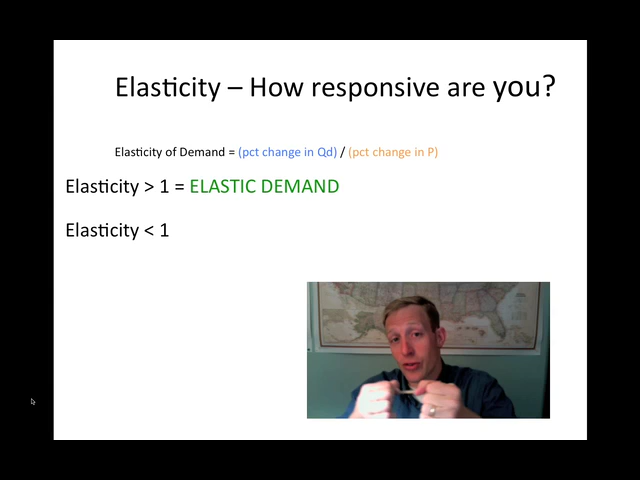 Elasticity – How responsive are you?
Elasticity of Demand = (pct change in Qd) / (pct change in P)
Elasticity > 1 = ELASTIC DEMAND
Elasticity < 1